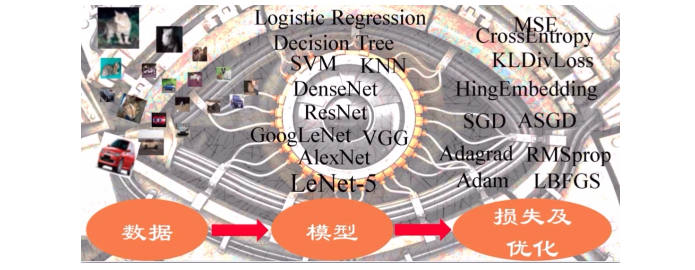 Logistic Regression
Decision Tree
SVM KNN
DenseNet
ResNet
GoogLeNet VGG
AlexNet
LeNet-5
MSE
CrossEntropy
KLDivLoss
HingEmbedding
SGD ASGD
Adagrad RMSprop
Adam LBFGS
数据
模型
损失及
优化